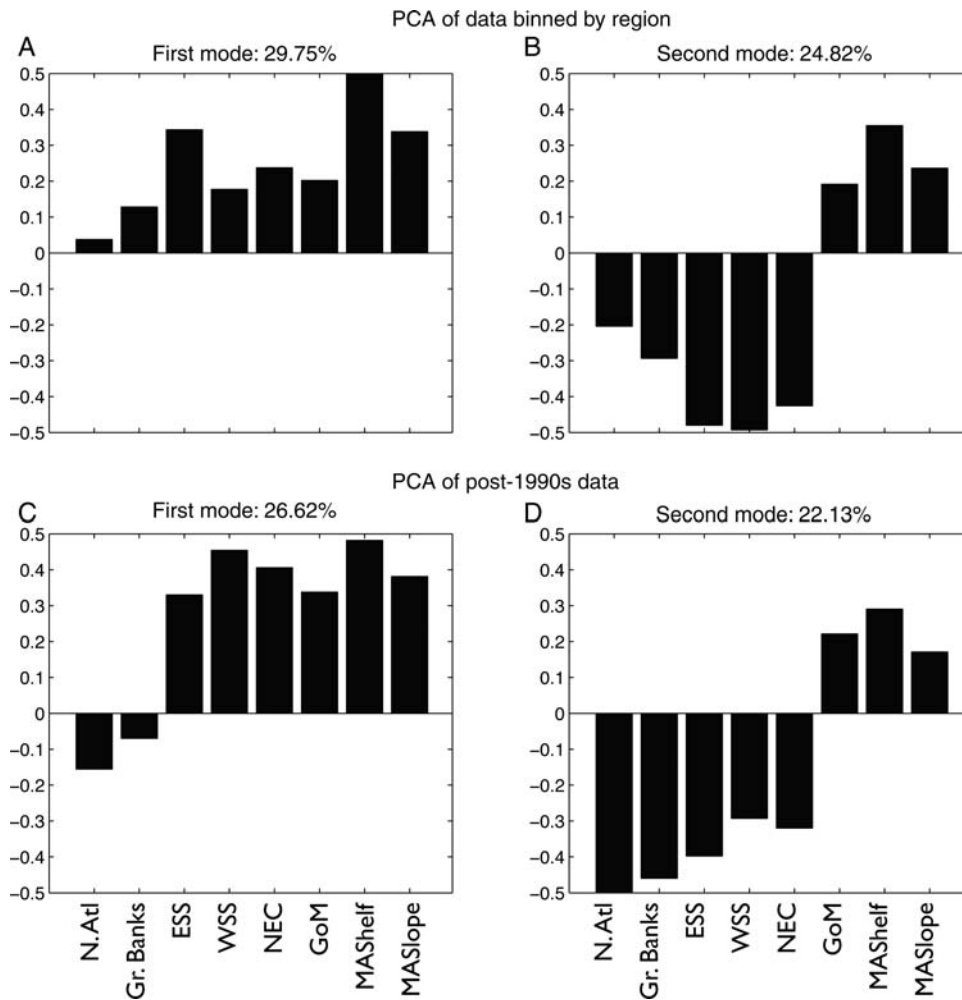 PCA of data binned by region
A
First mode: 29.75%
0.5
0.4
0.3
0.2
0.1
0
−0.1
−0.2
−0.3
−0.4
−0.5
B
Second mode: 24.82%
0.5
0.4
0.3
0.2
0.1
0
−0.1
−0.2
−0.3
−0.4
−0.5
PCA of post-1990s data
C
First mode: 26.62%
0.5
0.4
0.3
0.2
0.1
0
−0.1
−0.2
−0.3
−0.4
−0.5
N. Atl
Gr. Banks
ESS
WSS
NEC
GoM
MAShelf
MASlope
D
Second mode: 22.13%
0.5
0.4
0.3
0.2
0.1
0
−0.1
−0.2
−0.3
−0.4
−0.5
N. Atl
Gr. Banks
ESS
WSS
NEC
GoM
MAShelf
MASlope